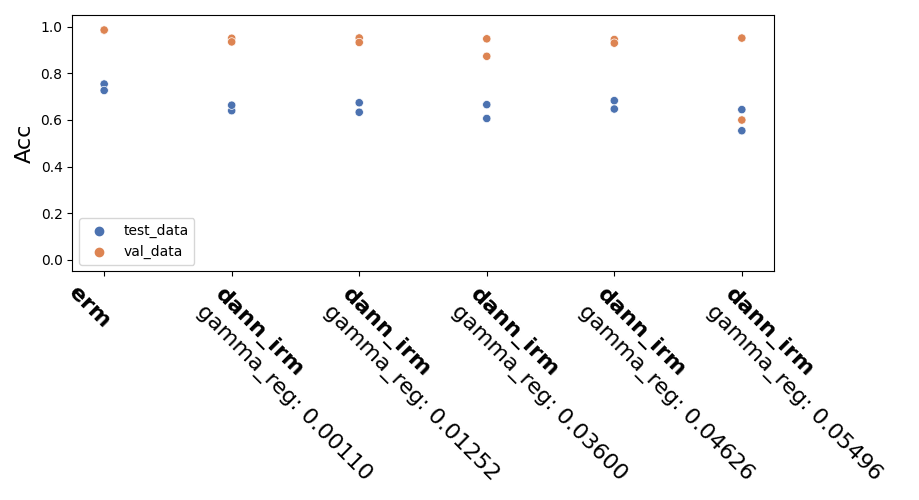 1.0
0.8
0.6
0.4
0.2
0.0
Acc
test_data
val_data
erm
dann_irm
gamma_reg: 0.00110
dann_irm
gamma_reg: 0.01252
dann_irm
gamma_reg: 0.03600
dann_irm
gamma_reg: 0.04626
dann_irm
gamma_reg: 0.05496